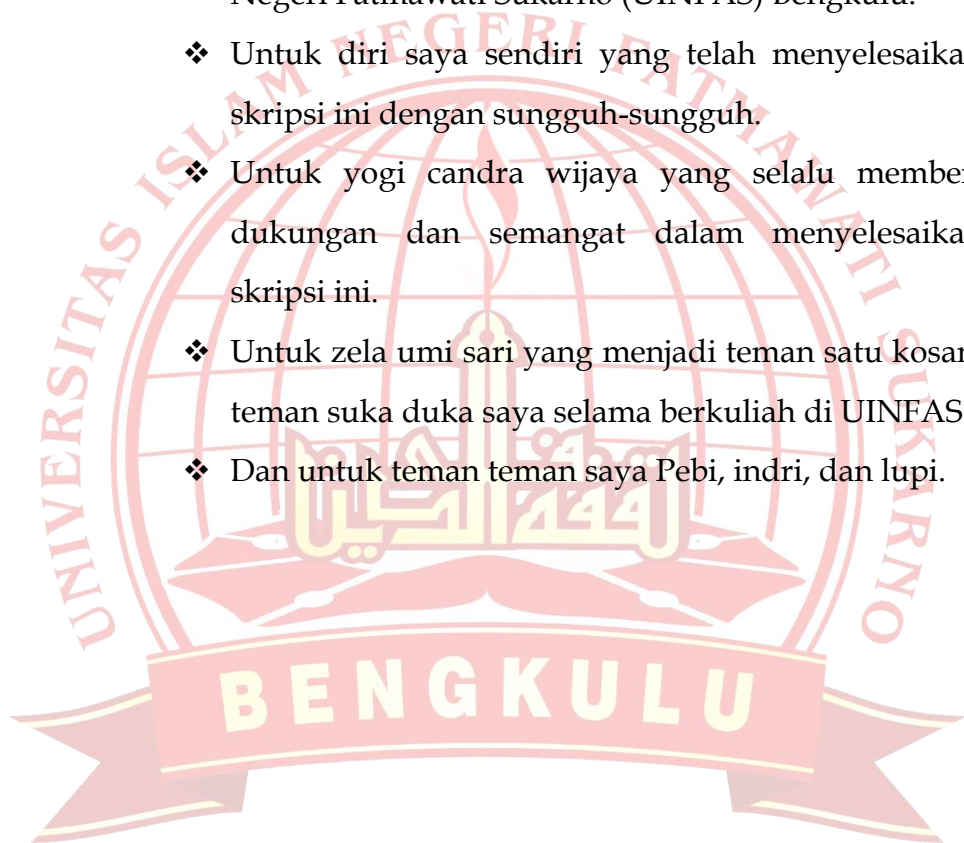 Negeri Fatmawati Sukarno (UINFAS) Bengkulu.
❖ Untuk diri saya sendiri yang telah menyelesaika
skripsi ini dengan sungguh-sungguh.
❖ Untuk yogi candra wijaya yang selalu member
dukungan dan semangat dalam menyelesaika
skripsi ini.
❖ Untuk zela umi sari yang menjadi teman satu kosan
teman suka duka saya selama berkuliah di UINFAS
❖ Dan untuk teman teman saya Pebi, indri, dan lupi.
UNIVERSITAS ISLAM NEGERI FATMAWATI SUKARNO
BENGKULU